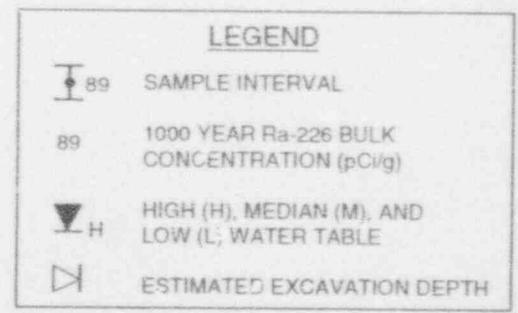 LEGEND
89 SAMPLE INTERVAL
89 1000 YEAR Ra-226 BULK
CONCENTRATION (pCi/g)
H HIGH (H), MEDIAN (M), AND
LOW (L; WATER TABLE
ESTIMATED EXCAVATION DEPTH